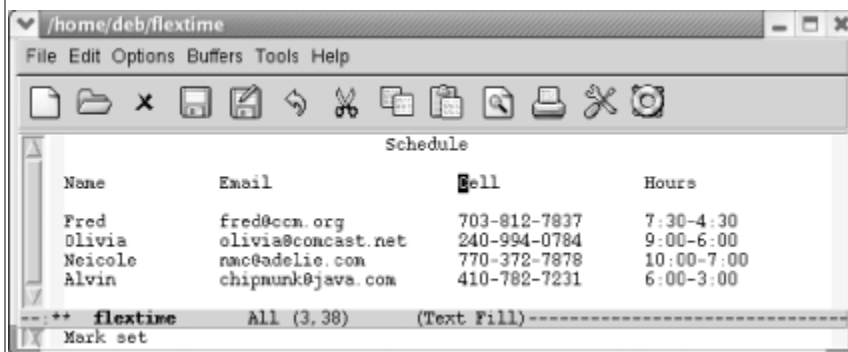 /home/deb/flextime
File Edit Options Buffers Tools Help
Schedule
Name Email Cell Hours
Fred fred@ccm.org 703-812-7837 7:30-4:30
Olivia olivia@comcast.net 240-994-0784 9:00-6:00
Neicole nmc@adelie.com 770-372-7878 10:00-7:00
Alvin chipmunk@java.com 410-782-7231 6:00-3:00
--:** flextime All (3,38) (Text Fill)--------------------------------
Mark set